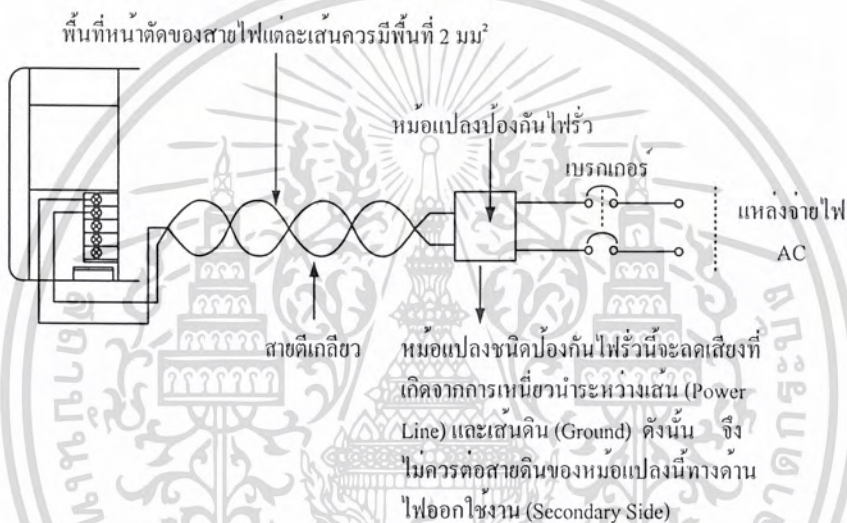 พื้นที่หน้าตัดของสายไฟแต่ละเส้นควรมีพื้นที่ 2 มม²
หม้อแปลงป้องกันไฟรั่ว
เบรกเกอร์
แหล่งจ่ายไฟ
AC
สายตีเกลียว
หม้อแปลงชนิดป้องกันไฟรั่วนี้จะลดเสียงที่
เกิดจากการเหนี่ยวนำระหว่างเส้น (Power
Line) และเส้นดิน (Ground) ดังนั้น จึง
ไม่ควรต่อสายดินของหม้อแปลงนี้ทางด้าน
ไฟออกใช้งาน (Secondary Side)